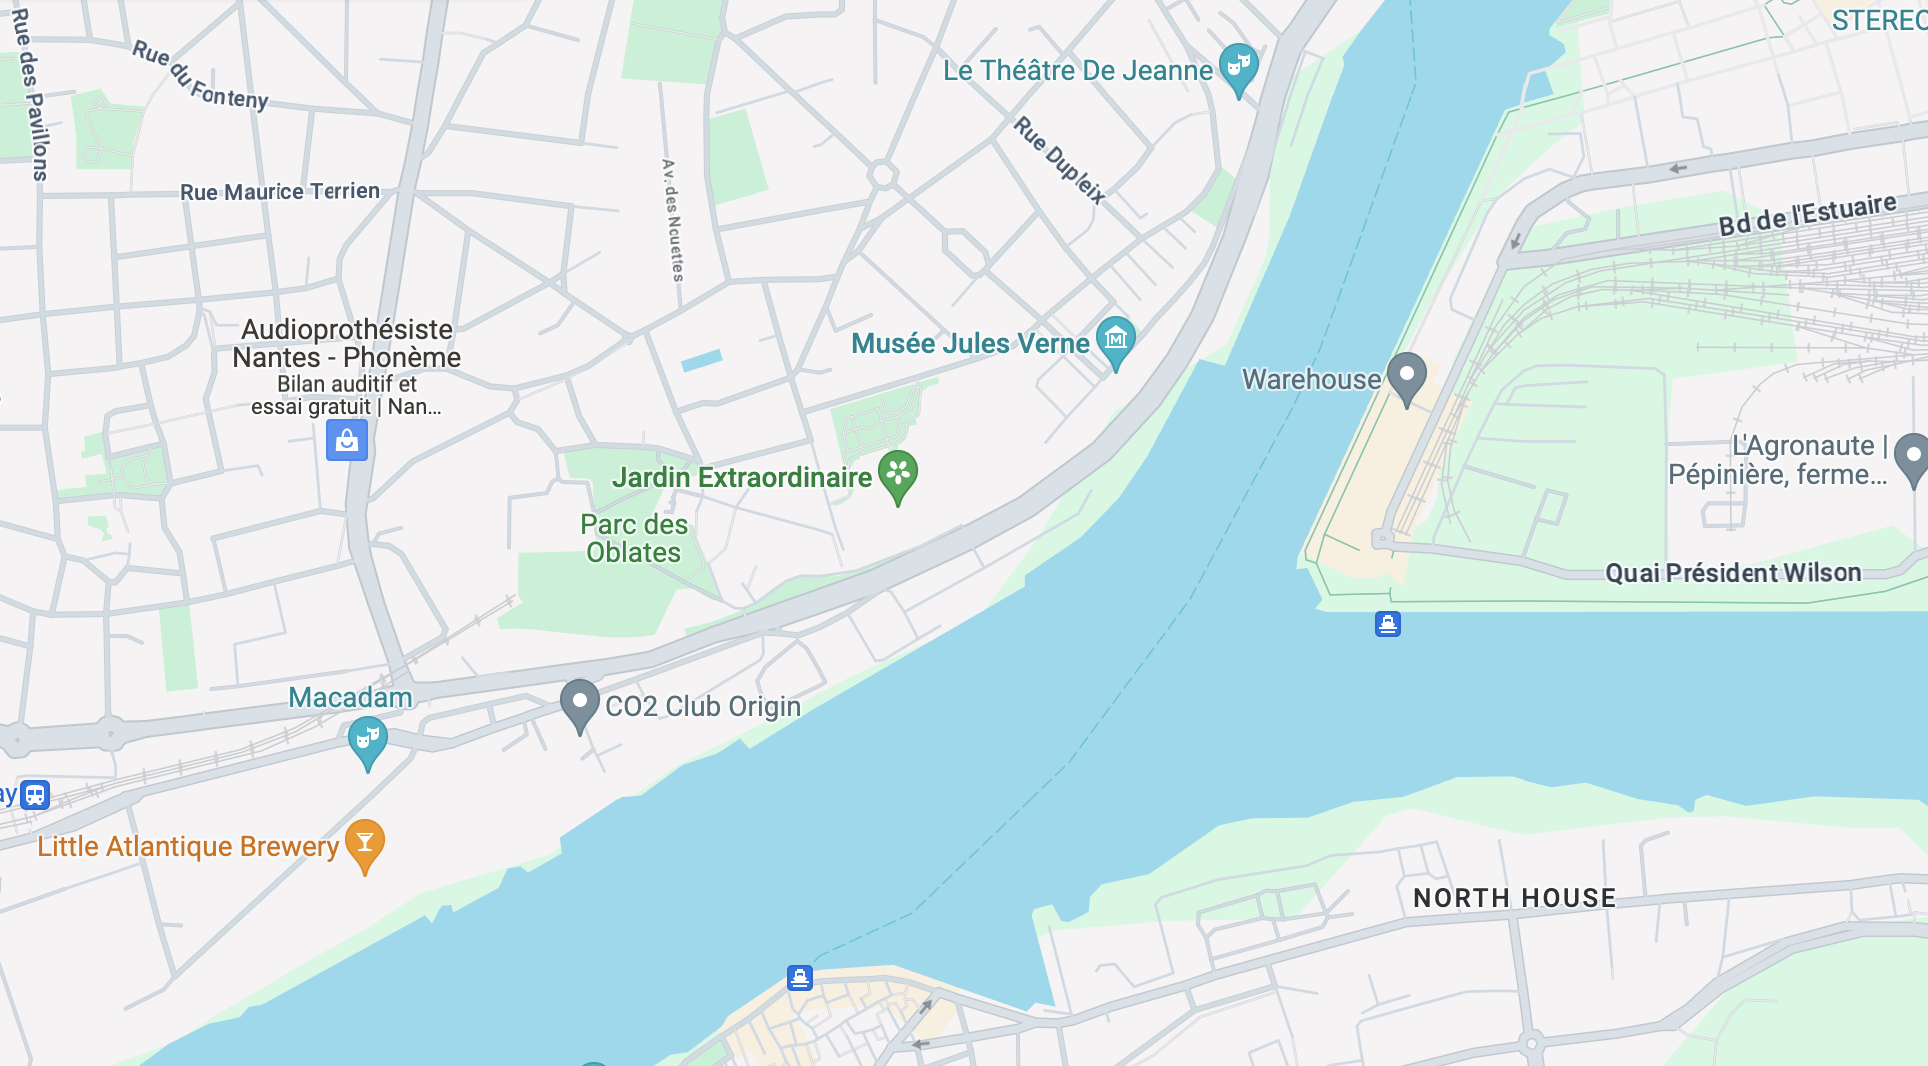 STEREO
Rue des Pavillons
Rue du Fonteny
Le Théâtre De Jeanne
Rue Dupleix
Av. des Nouettes
Rue Maurice Terrien
Bd de l'Estuaire
Audioprothésiste
Nantes - Phonème
Bilan auditif et
essai gratuit | Nan...
Musée Jules Verne
Warehouse
L'Agronaute |
Pépinière, ferme...
Jardin Extraordinaire
Parc des
Oblates
Quai Président Wilson
Macadam
CO2 Club Origin
ay
Little Atlantique Brewery
NORTH HOUSE